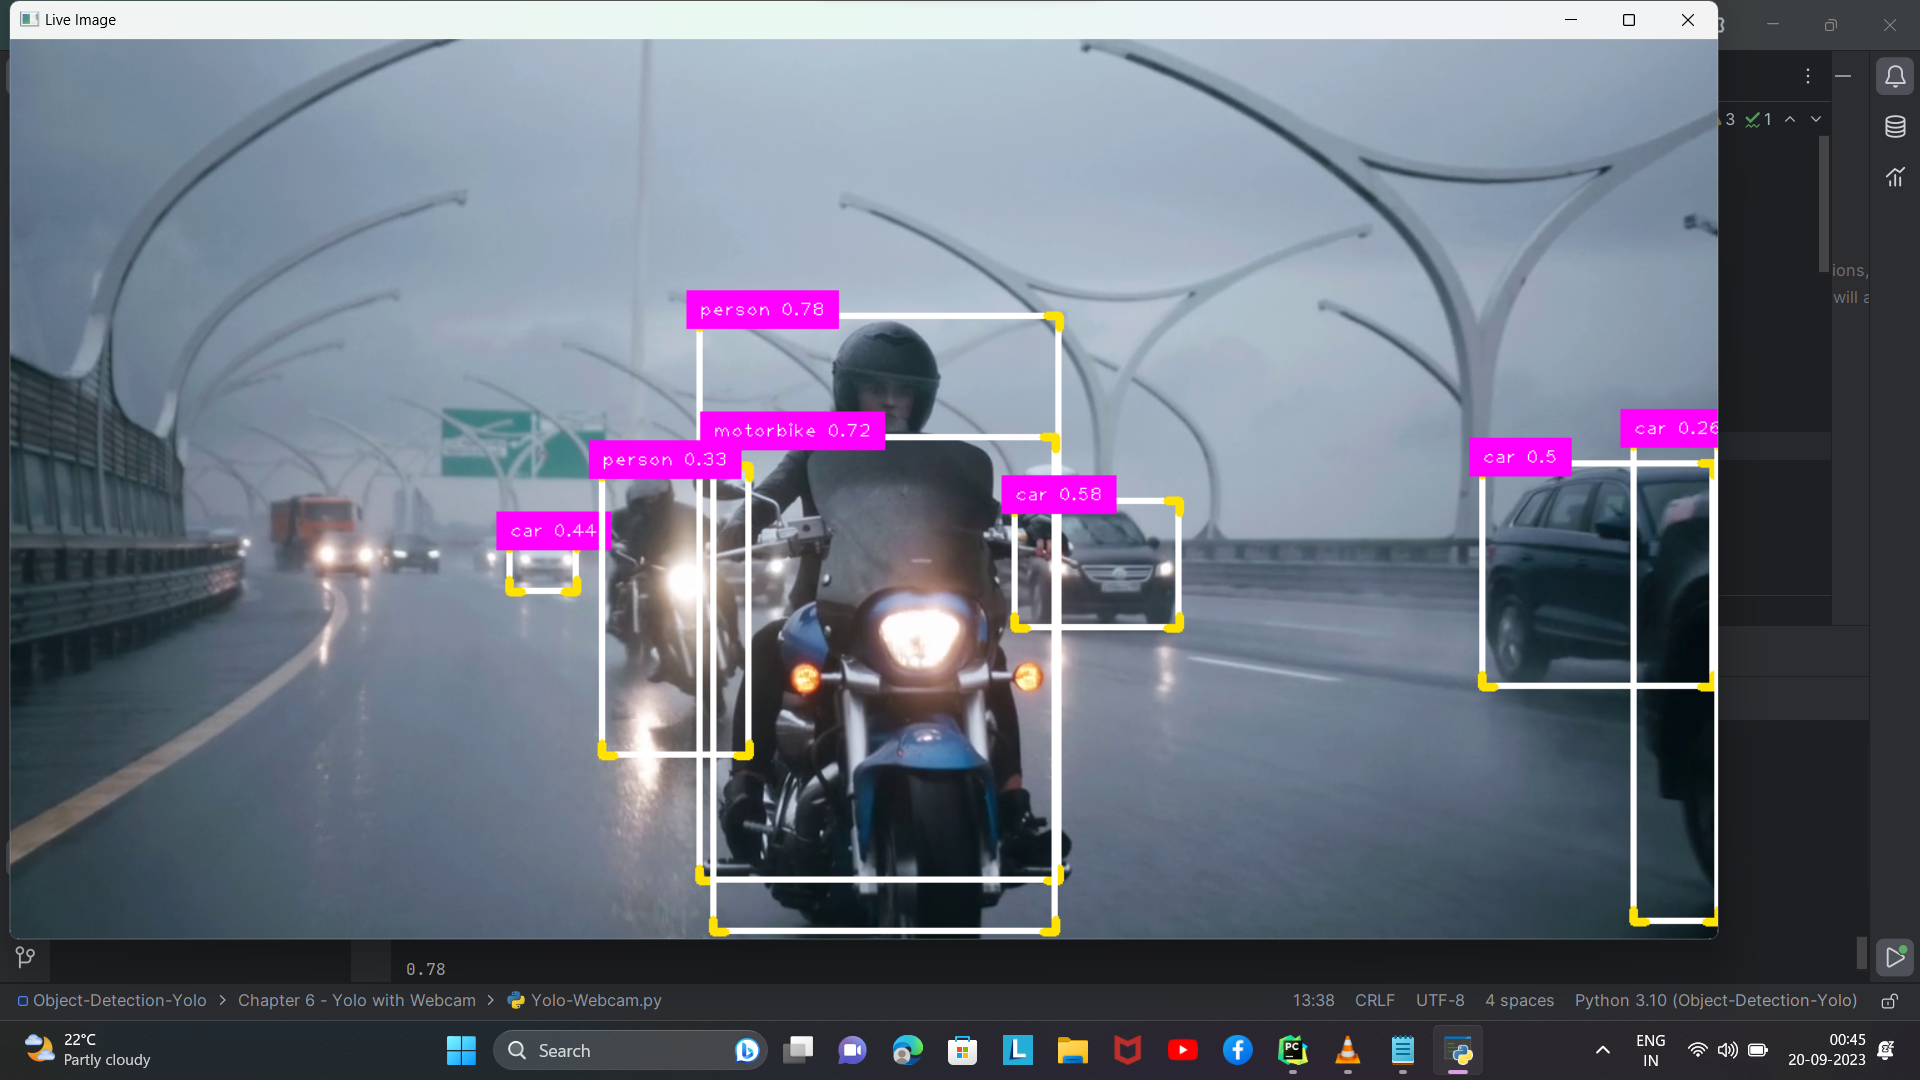 Live Image
3 1
ions,
will a
person 0.78
motorbike 0.72
person 0.33
car 0.44
car 0.58
car 0.5
car 0.26
0.78
Object-Detection-Yolo > Chapter 6 - Yolo with Webcam > Yolo-Webcam.py
13:38 CRLF UTF-8 4 spaces Python 3.10 (Object-Detection-Yolo)
22°C
Partly cloudy
Search
PC
ENG
IN
00:45
20-09-2023